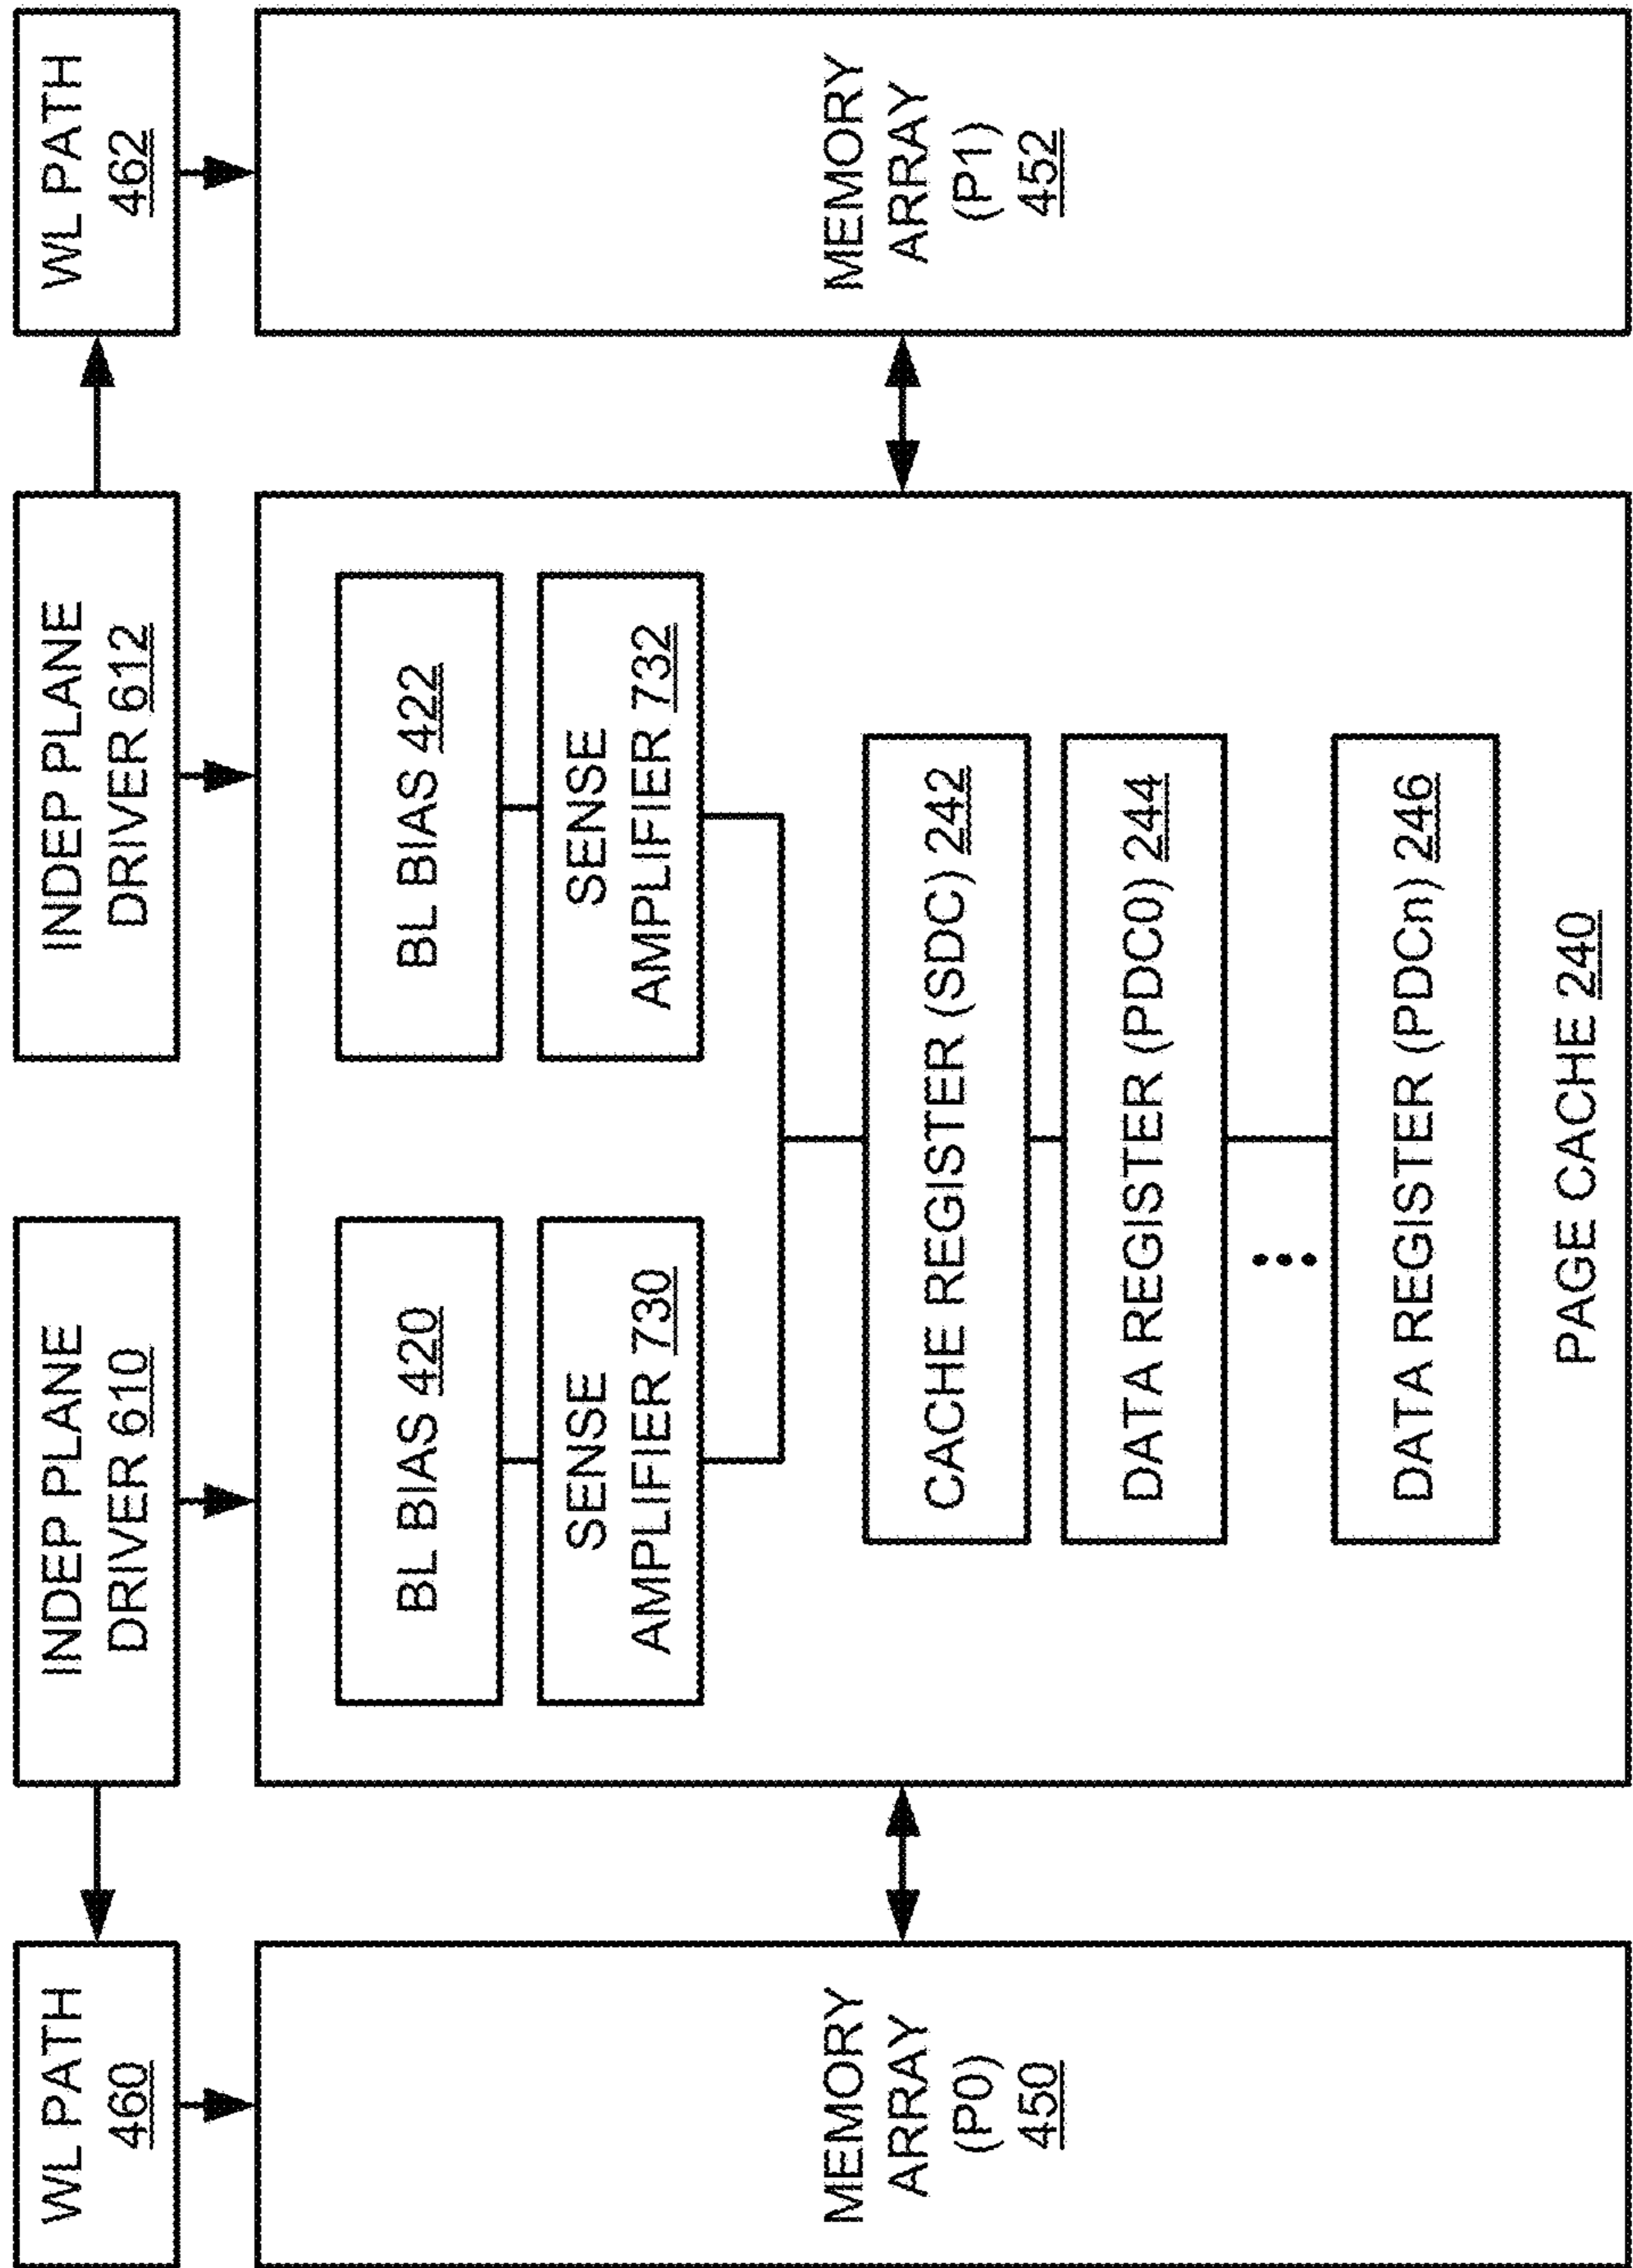 WL PATH
460
INDEP PLANE
DRIVER 610
INDEP PLANE
DRIVER 612
WL PATH
462
MEMORY
ARRAY
(P0)
450
BL BIAS 420
BL BIAS 422
SENSE
AMPLIFIER 730
SENSE
AMPLIFIER 732
CACHE REGISTER (SDC) 242
DATA REGISTER (PDC0) 244
DATA REGISTER (PDCn) 246
PAGE CACHE 240
MEMORY
ARRAY
(P1)
452